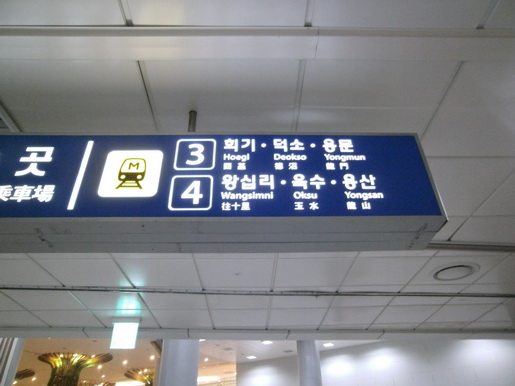 곳
乘車場
M
3 회기·덕소·용문
Hoegi Deokso Yongmun
回基 德沼 龍門
4 왕십리·옥수·용산
Wangsimni Oksu Yongsan
往十里 玉水 龍山